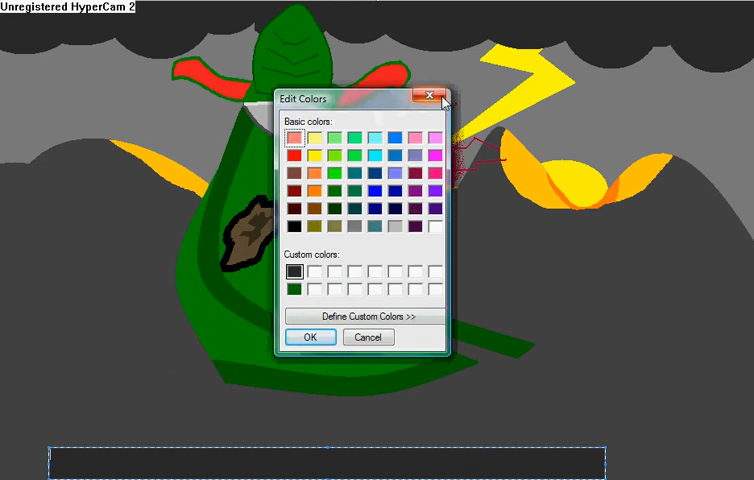 Unregistered HyperCam 2
Edit Colors
Basic colors:
Custom colors:
Define Custom Colors >>
OK
Cancel